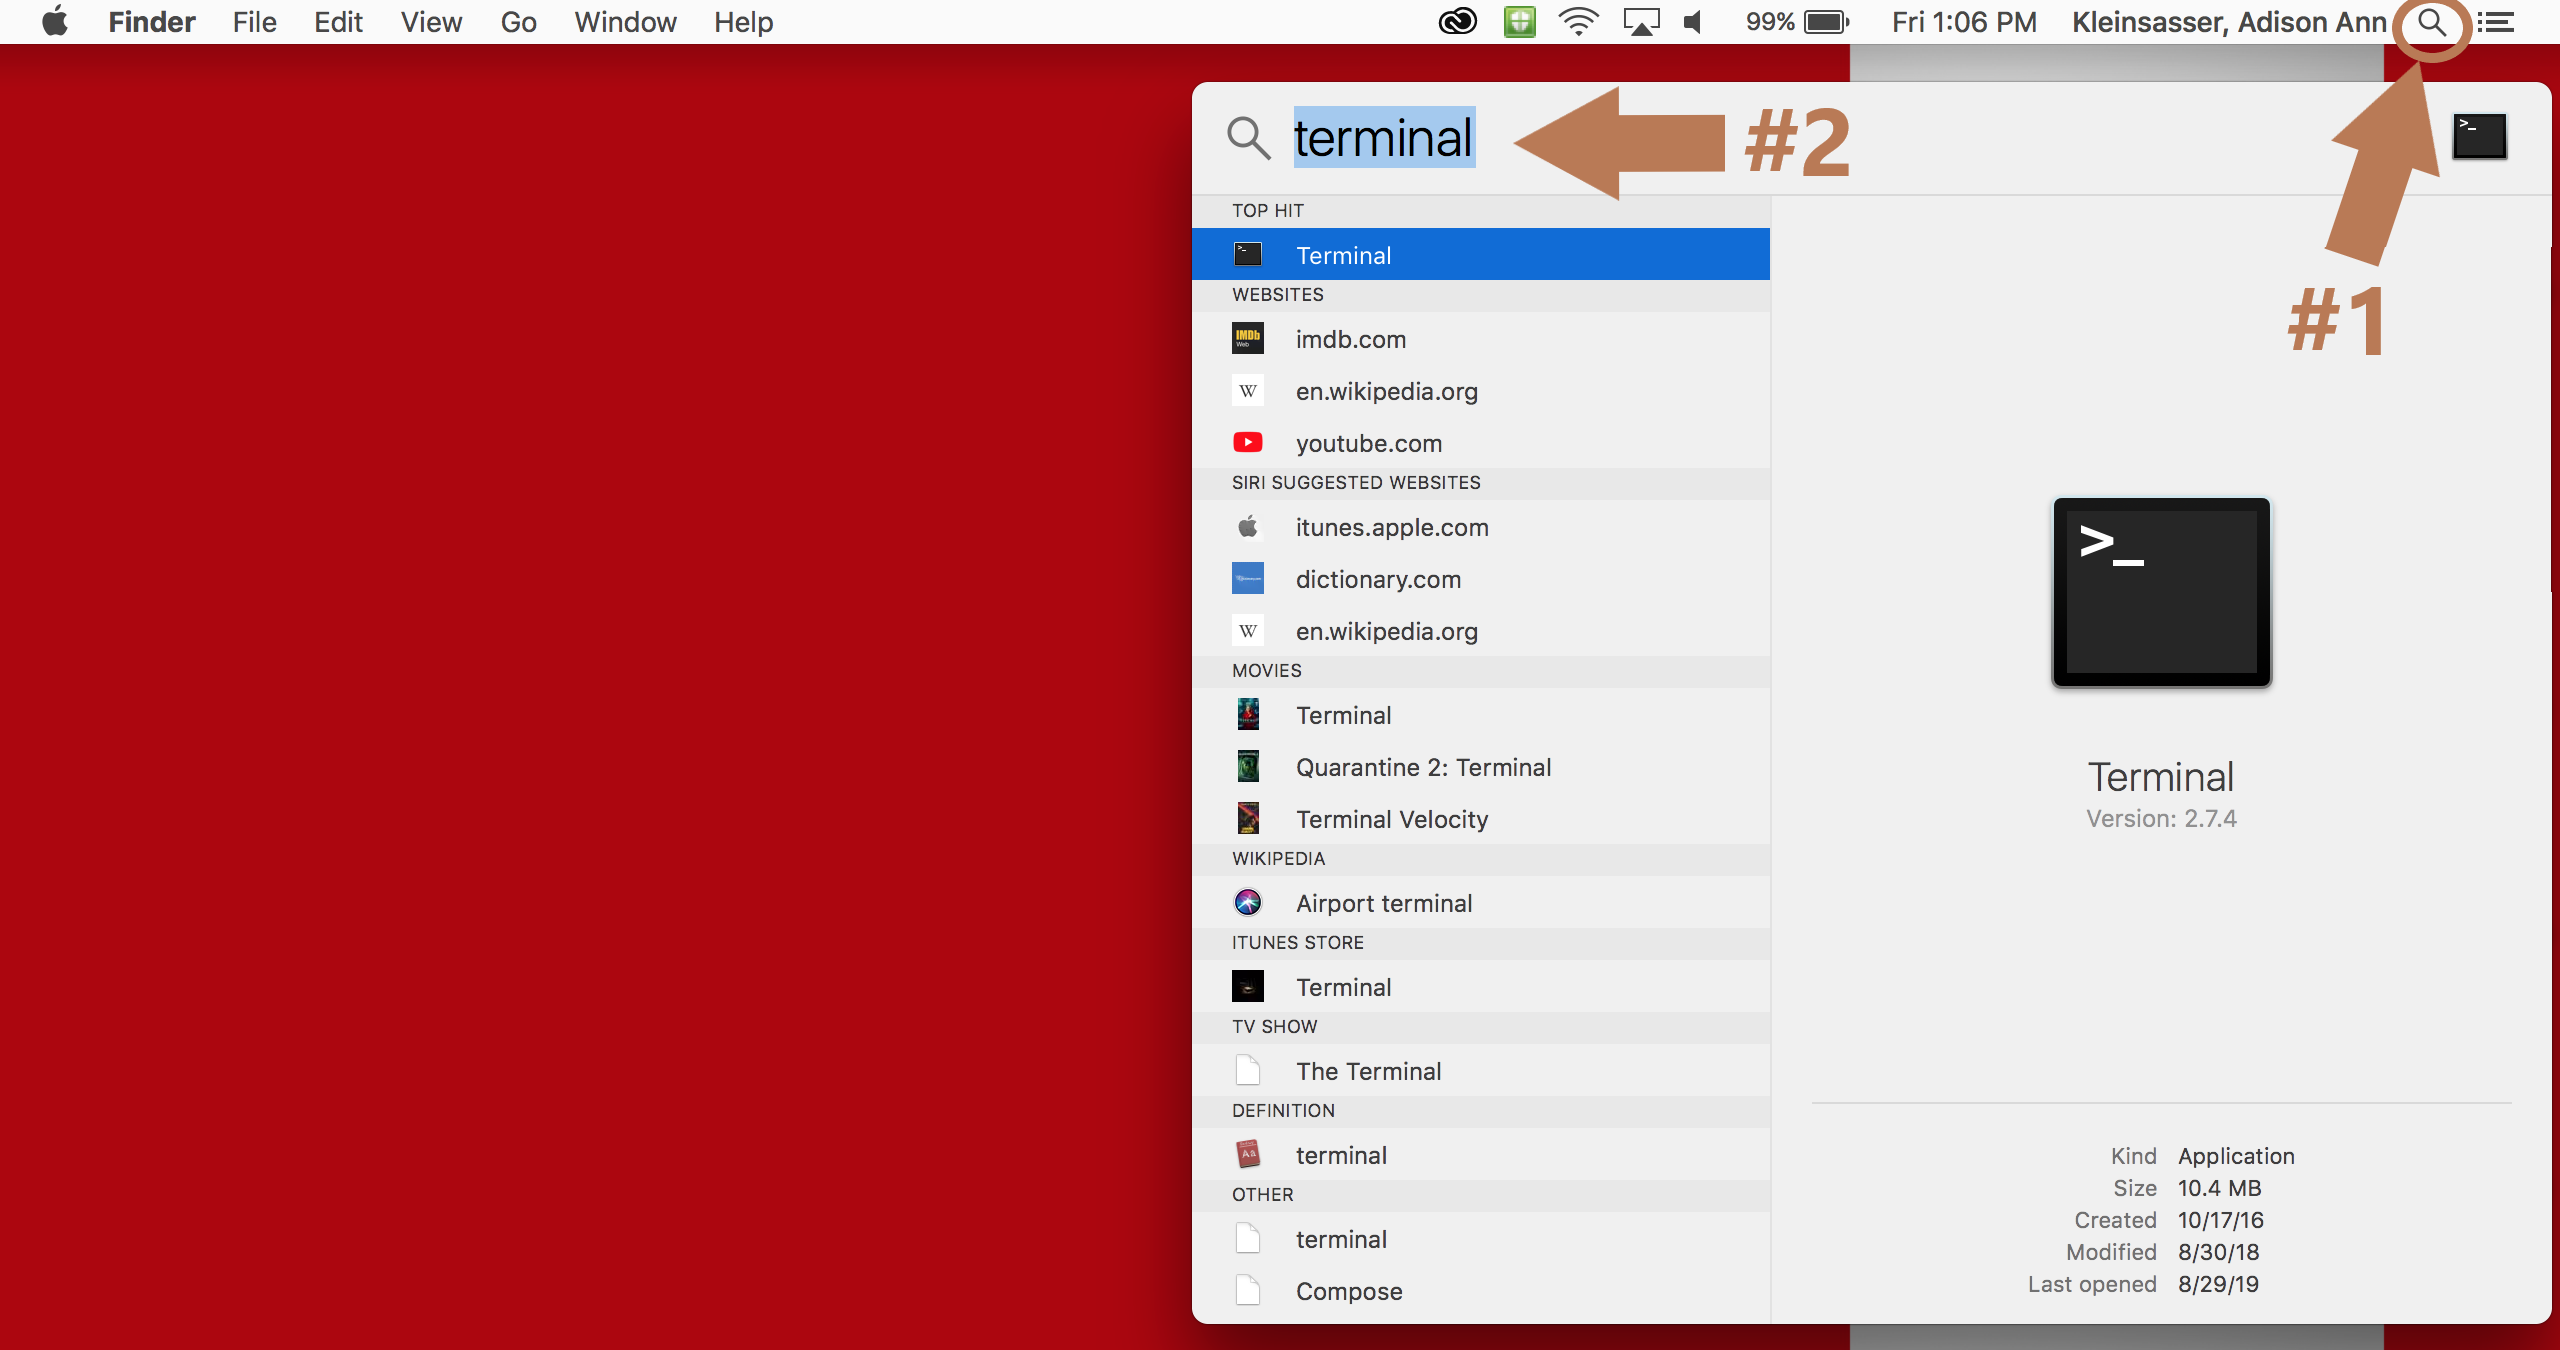 Finder File Edit View Go Window Help 99% Fri 1:06 PM Kleinsasser, Adison Ann
terminal #2
>_
#1
TOP HIT
>_ Terminal
WEBSITES
IMDb Web imdb.com
W en.wikipedia.org
youtube.com
SIRI SUGGESTED WEBSITES
itunes.apple.com
dictionary.com
W en.wikipedia.org
MOVIES
Terminal
Quarantine 2: Terminal
Terminal Velocity
WIKIPEDIA
Airport terminal
ITUNES STORE
Terminal
TV SHOW
The Terminal
DEFINITION
Aa terminal
OTHER
terminal
Compose
>_
Terminal
Version: 2.7.4
Kind Application
Size 10.4 MB
Created 10/17/16
Modified 8/30/18
Last opened 8/29/19